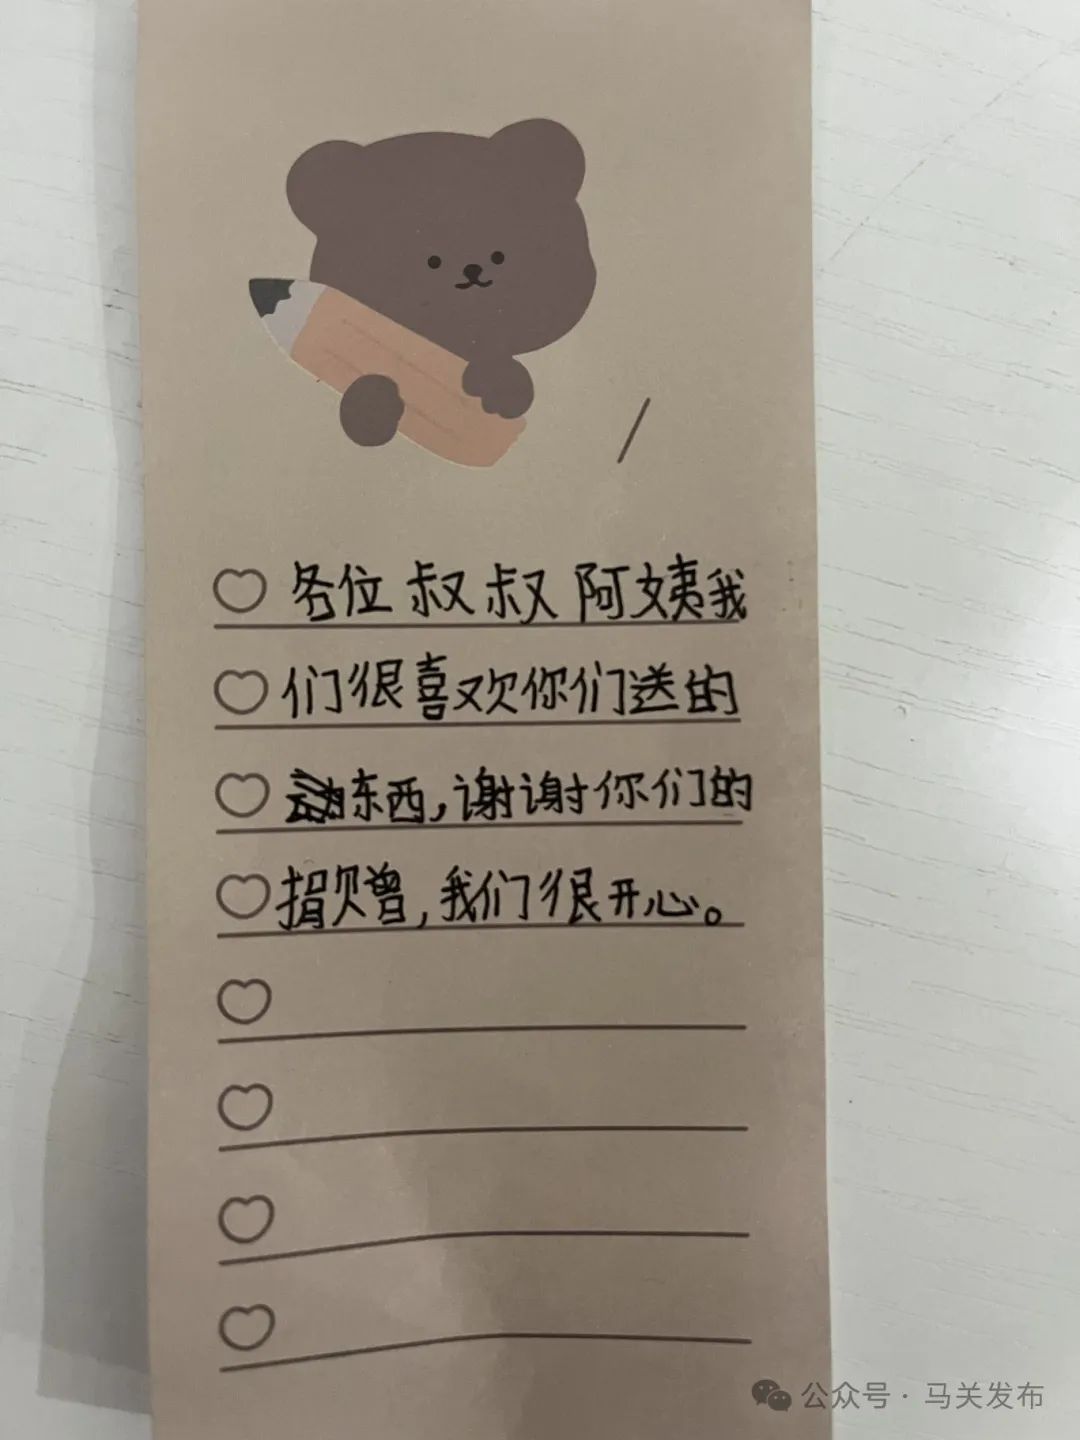 各位叔叔阿姨我
们很喜欢你们送的
东西,谢谢你们的
捐赠,我们很开心。
公众号·马关发布